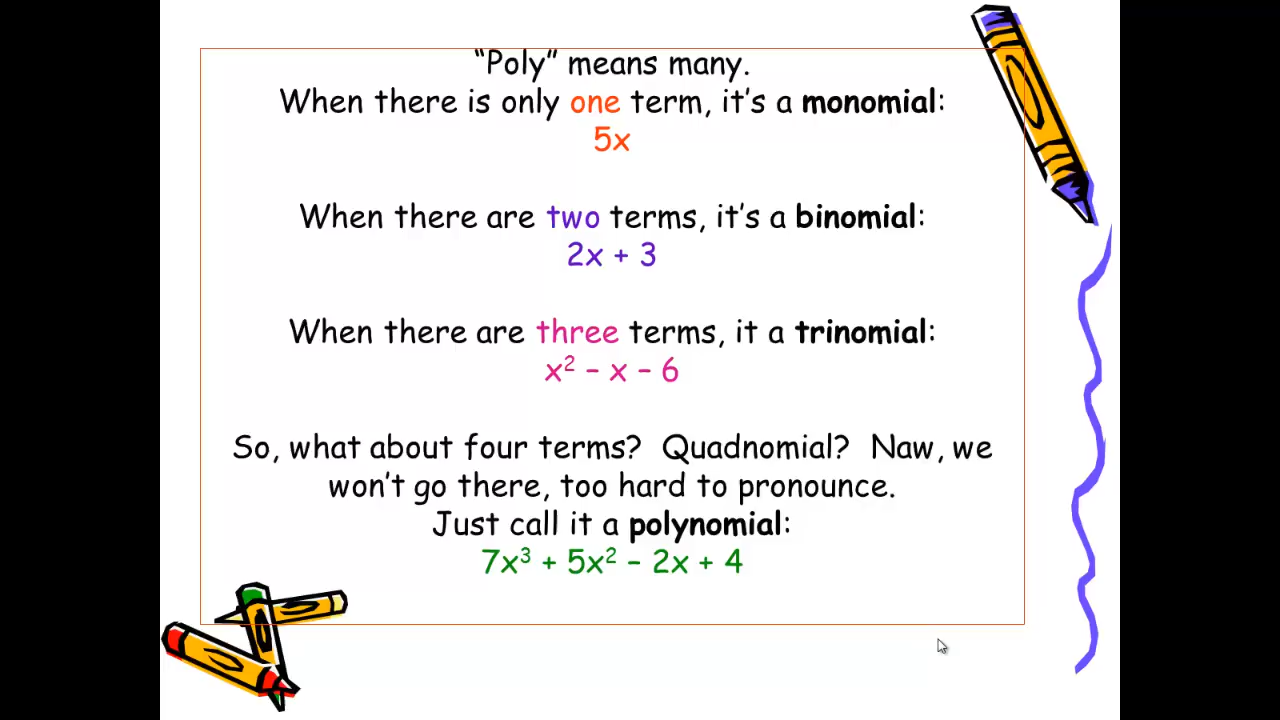 “Poly” means many.
When there is only one term, it’s a monomial:
5x
When there are two terms, it’s a binomial:
2x + 3
When there are three terms, it a trinomial:
x² – x – 6
So, what about four terms?  Quadnomial?  Naw, we
won’t go there, too hard to pronounce.
Just call it a polynomial:
7x³ + 5x² – 2x + 4